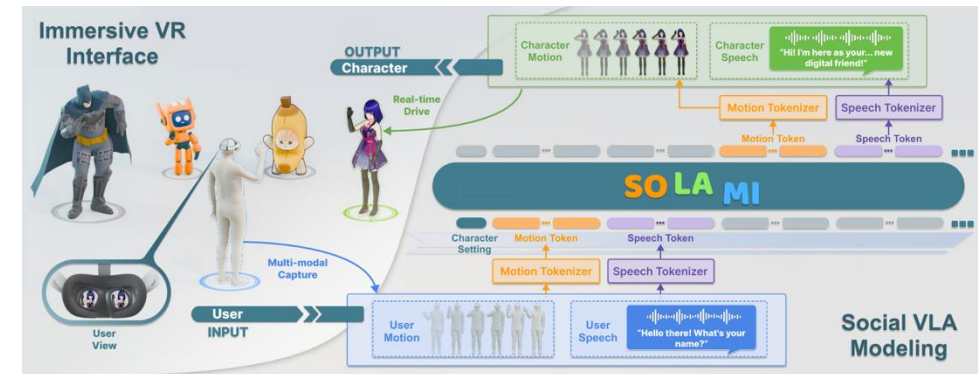 Immersive VR
Interface
OUTPUT
Character
Real-time
Drive
Character
Motion
Character
Speech
"Hi! I'm here as your... new
digital friend!"
Motion Tokenizer
Speech Tokenizer
Motion Token
Speech Token
SOLAMI
Character
Setting
Motion Token
Speech Token
Motion Tokenizer
Speech Tokenizer
Multi-modal
Capture
User
View
User
INPUT
User
Motion
User
Speech
"Hello there! What's your
name?"
Social VLA
Modeling